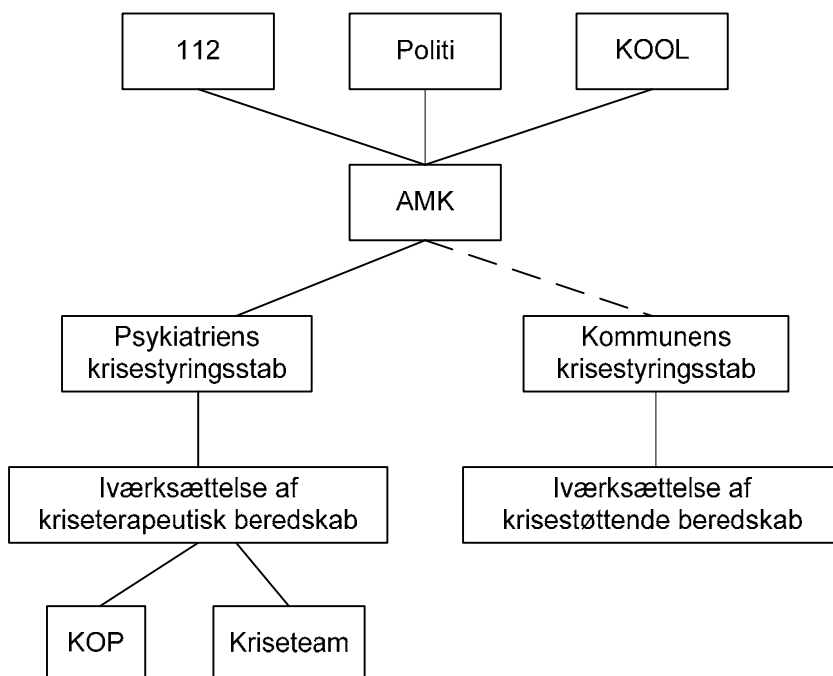 112
Politi
KOOL
AMK
Psykiatriens
krisestyringsstab
Kommunens
krisestyringsstab
Iværksættelse af
kriseterapeutisk beredskab
Iværksættelse af
krisestøttende beredskab
KOP
Kriseteam